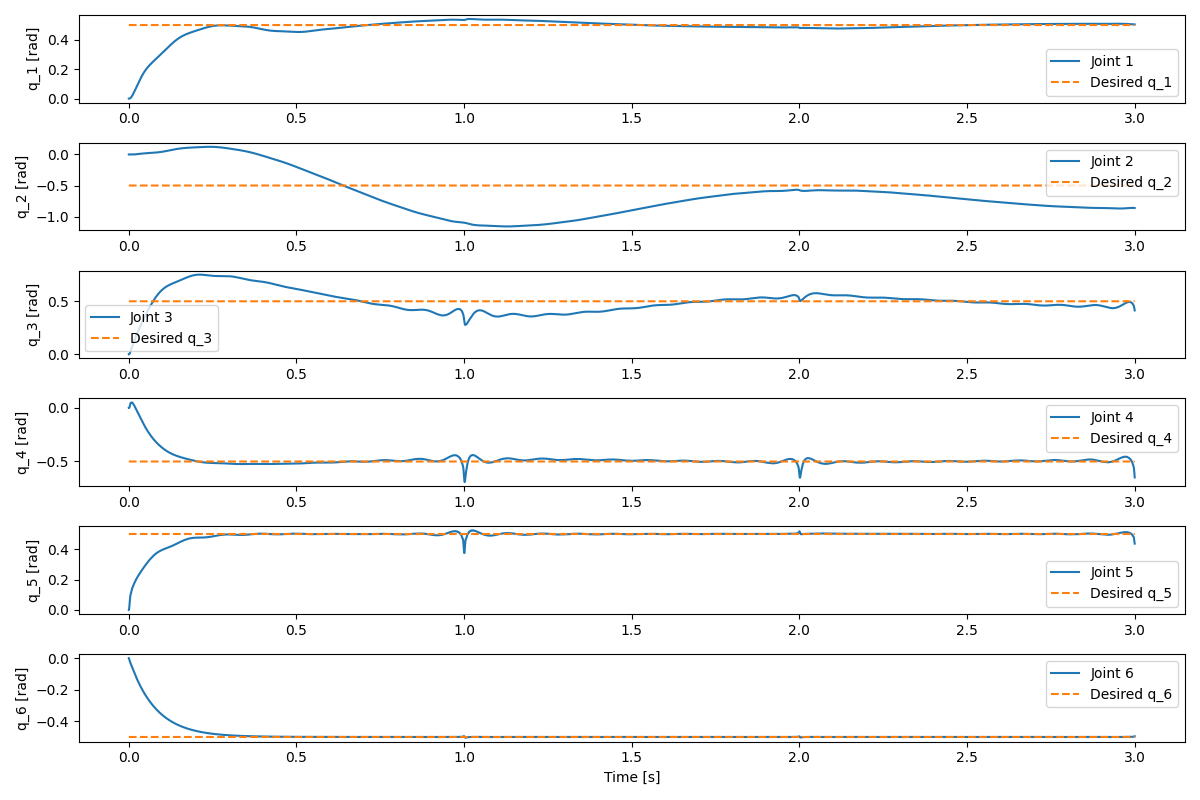 q_1 [rad]
0.4
0.2
0.0
Joint 1
Desired q_1
0.0 0.5 1.0 1.5 2.0 2.5 3.0
q_2 [rad]
0.0
−0.5
−1.0
Joint 2
Desired q_2
0.0 0.5 1.0 1.5 2.0 2.5 3.0
q_3 [rad]
0.5
0.0
Joint 3
Desired q_3
0.0 0.5 1.0 1.5 2.0 2.5 3.0
q_4 [rad]
0.0
−0.5
Joint 4
Desired q_4
0.0 0.5 1.0 1.5 2.0 2.5 3.0
q_5 [rad]
0.4
0.2
0.0
Joint 5
Desired q_5
0.0 0.5 1.0 1.5 2.0 2.5 3.0
q_6 [rad]
0.0
−0.2
−0.4
Joint 6
Desired q_6
0.0 0.5 1.0 1.5 2.0 2.5 3.0
Time [s]